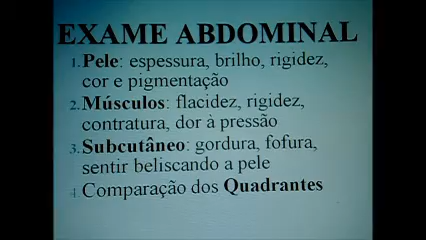 EXAME ABDOMINAL
1. Pele: espessura, brilho, rigidez,
cor e pigmentação
2. Músculos: flacidez, rigidez,
contratura, dor à pressão
3. Subcutâneo: gordura, fofura,
sentir beliscando a pele
4. Comparação dos Quadrantes